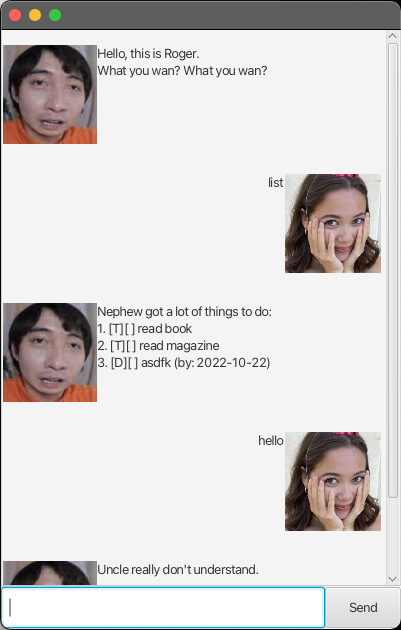 Hello, this is Roger.
What you wan? What you wan?
list
Nephew got a lot of things to do:
1. [T][ ] read book
2. [T][ ] read magazine
3. [D][ ] asdfk (by: 2022-10-22)
hello
Uncle really don't understand.
Send